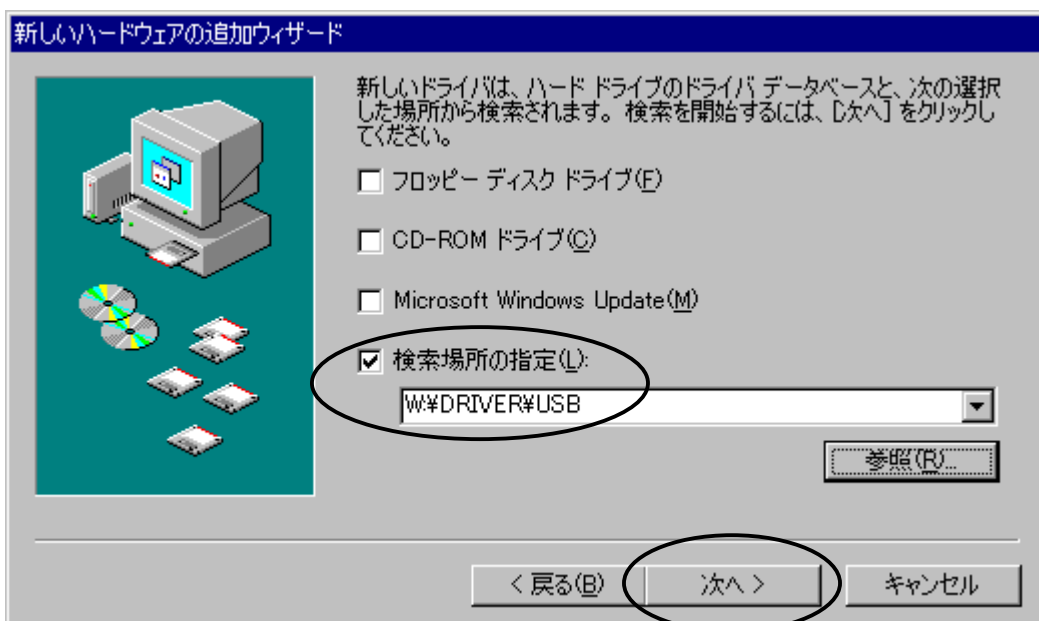 新しいハードウェアの追加ウィザード
新しいドライバは、ハード ドライブのドライバ データベースと、次の選択
した場所から検索されます。 検索を開始するには、[次へ] をクリックし
てください。
フロッピー ディスク ドライブ(F)
CD-ROM ドライブ(C)
Microsoft Windows Update(M)
検索場所の指定(L):
W:¥DRIVER¥USB
参照(R)...
< 戻る(B)
次へ >
キャンセル